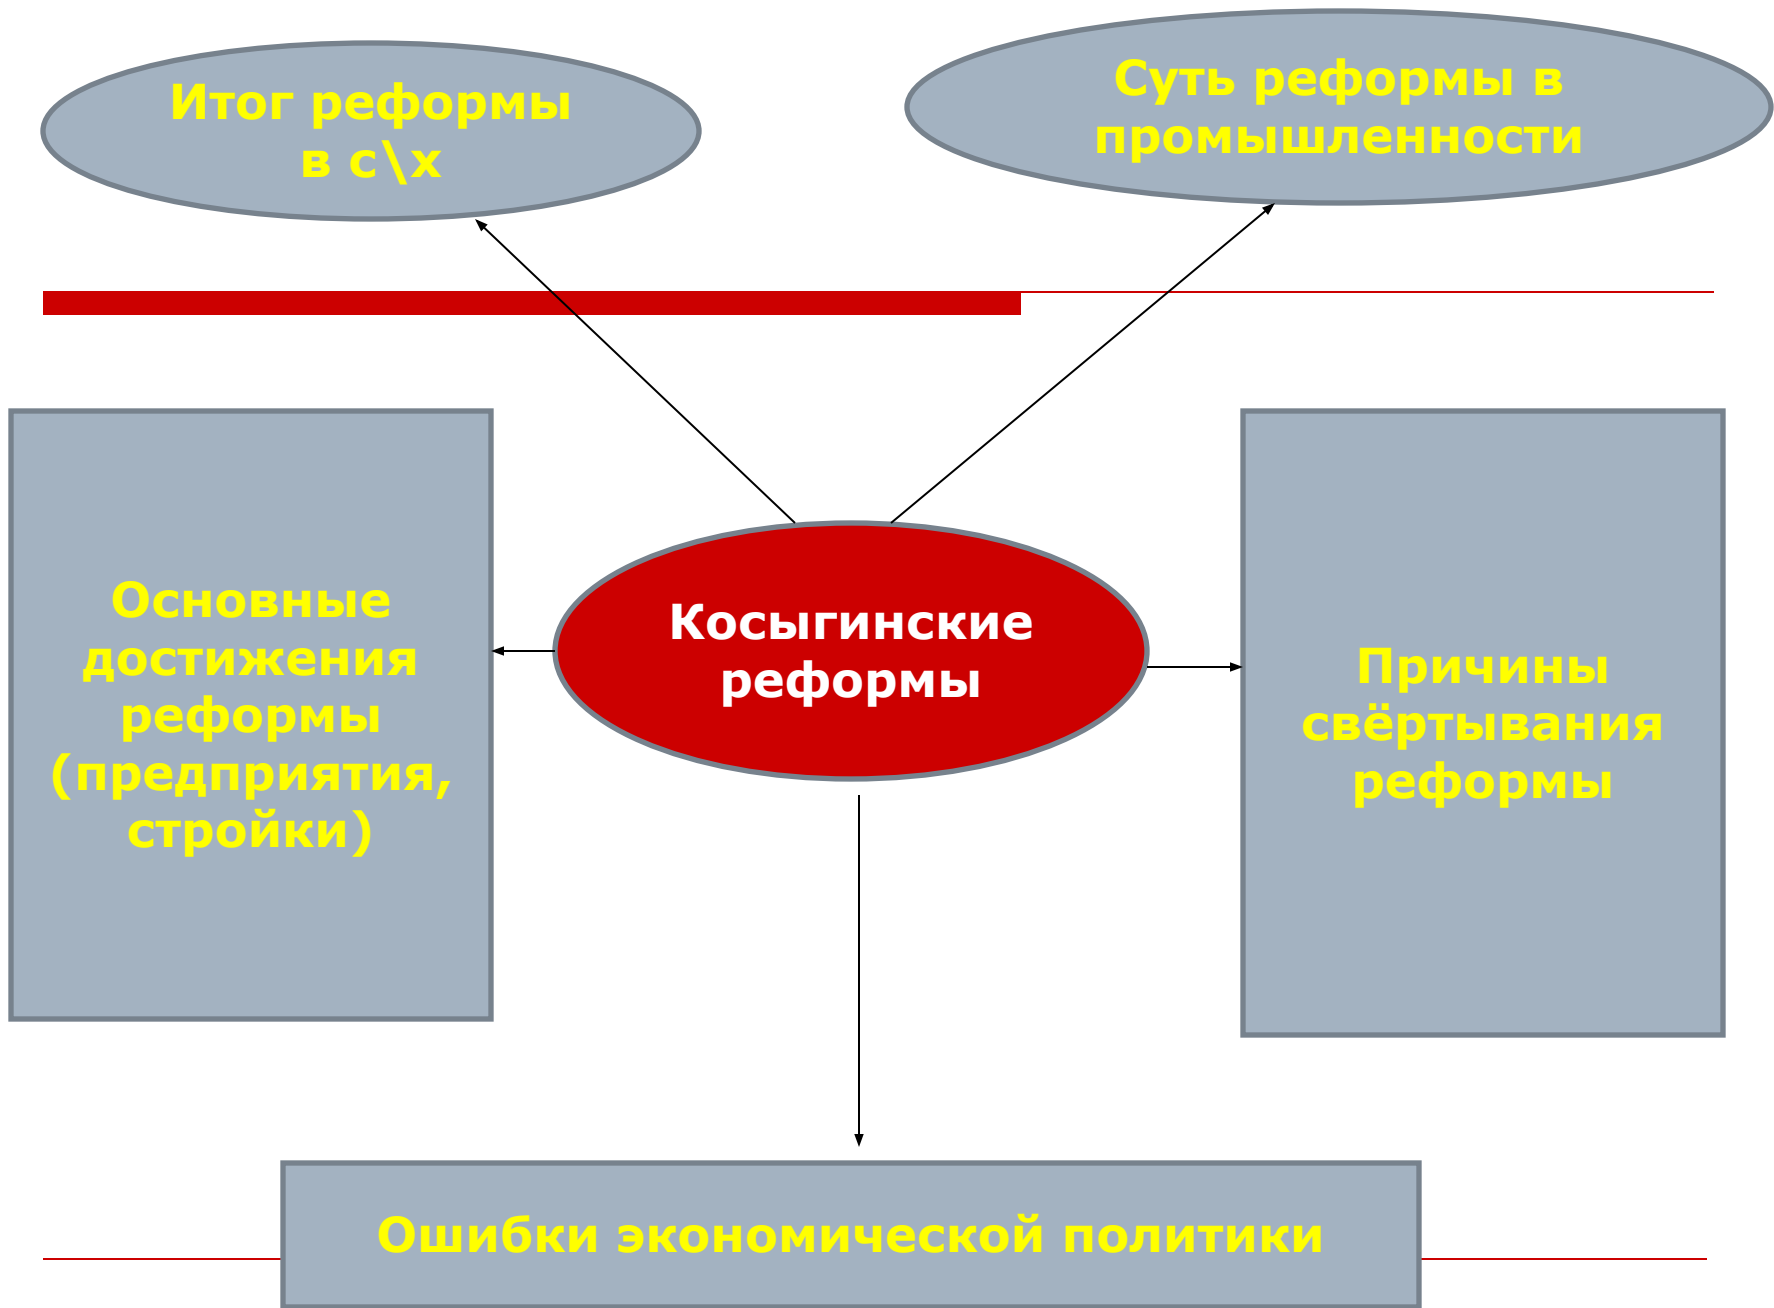 Итог реформы
в с\х
Суть реформы в
промышленности
Основные
достижения
реформы
(предприятия,
стройки)
Косыгинские
реформы
Причины
свёртывания
реформы
Ошибки экономической политики